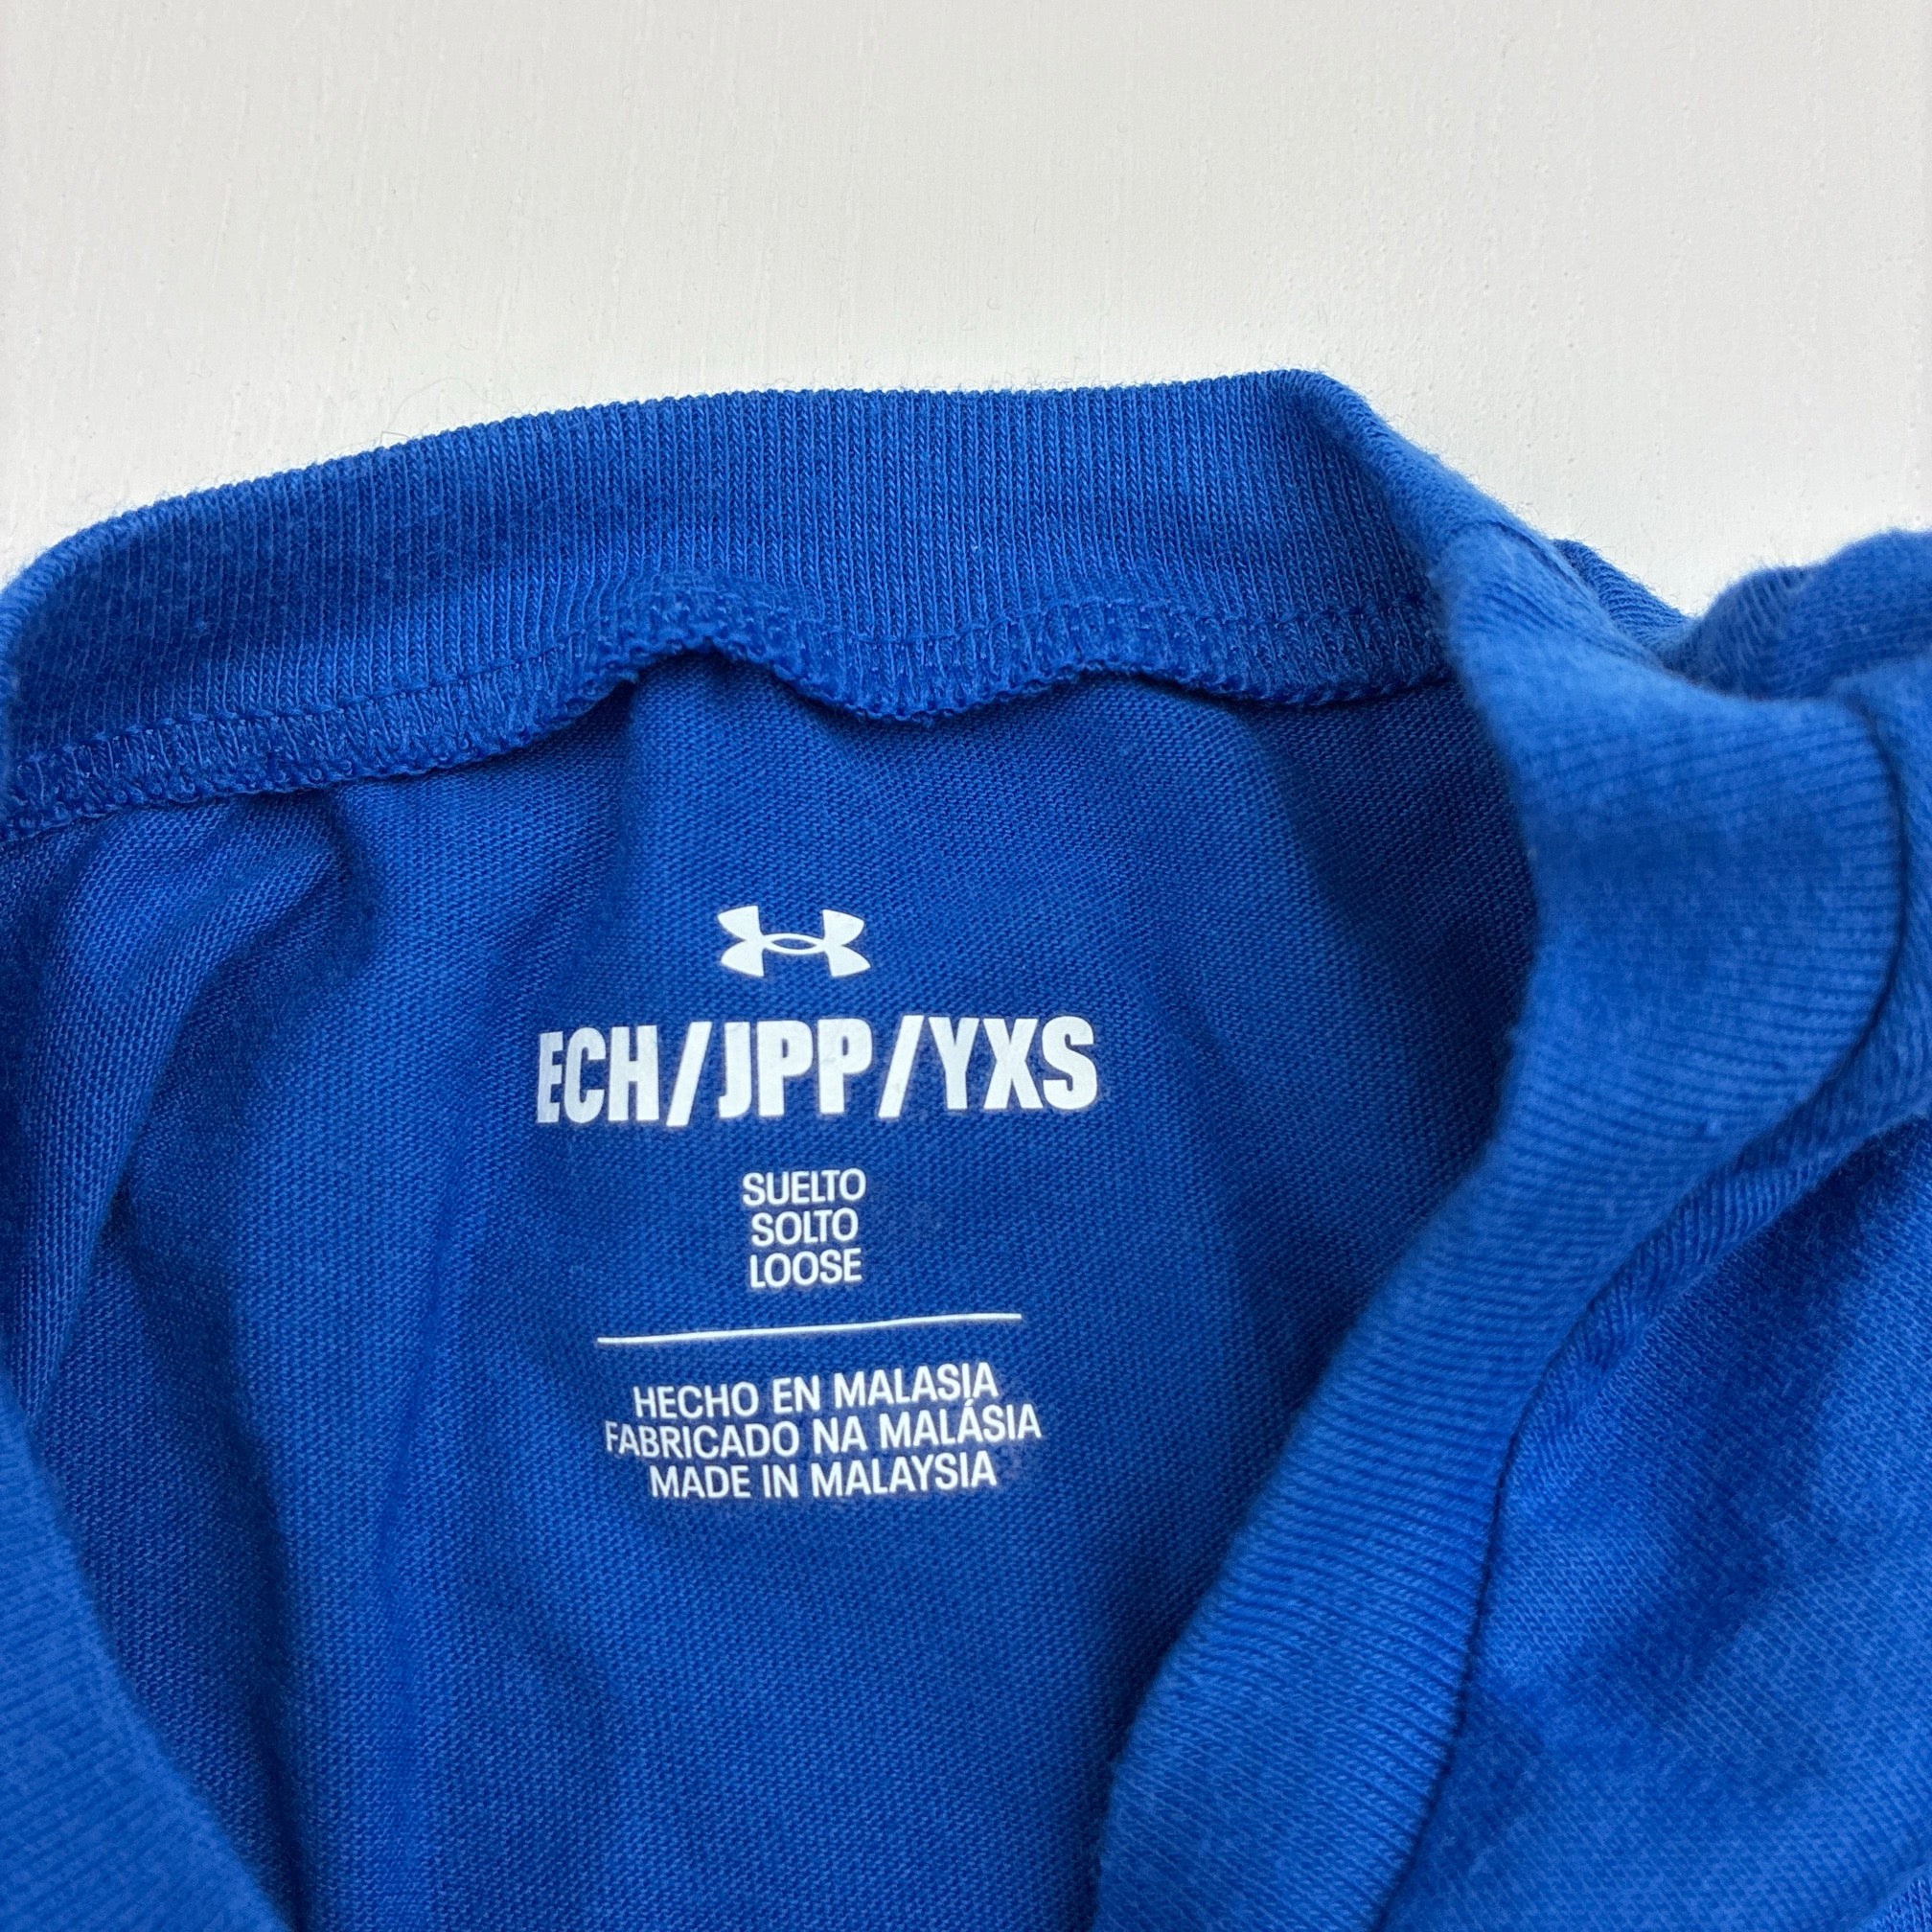 ECH/JPP/YXS
SUELTO
SOLTO
LOOSE
HECHO EN MALASIA
FABRICADO NA MALÁSIA
MADE IN MALAYSIA